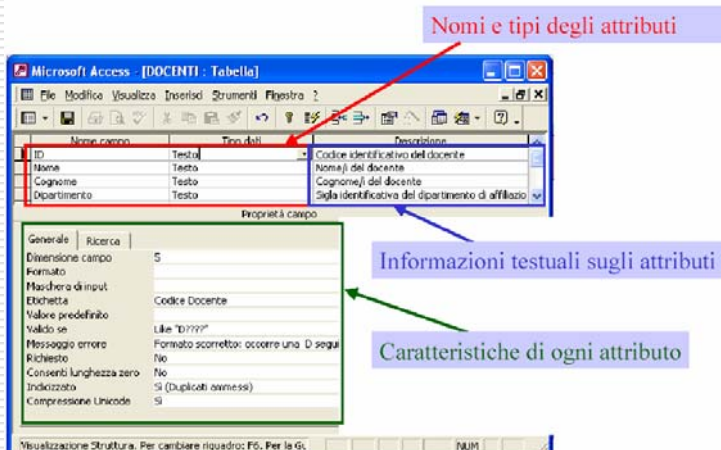 Nomi e tipi degli attributi
Microsoft Access - [DOCENTI : Tabella]
File Modifica Visualizza Inserisci Strumenti Finestra ?
Nome campo Tipo dati Descrizione
ID Testo Codice identificativo del docente
Nome Testo Nome/i del docente
Cognome Testo Cognome/i del docente
Dipartimento Testo Sigla identificativa del dipartimento di affiliazio
Proprietà campo
Generale Ricerca
Dimensione campo 5
Formato
Maschera di input
Etichetta Codice Docente
Valore predefinito
Valido se Like "D????"
Messaggio errore Formato scorretto: occorre una D segui
Richiesto No
Consenti lunghezza zero No
Indicizzato Sì (Duplicati ammessi)
Compressione Unicode Sì
Informazioni testuali sugli attributi
Caratteristiche di ogni attributo
Visualizzazione Struttura. Per cambiare riquadro: F6. Per la Gu NUM